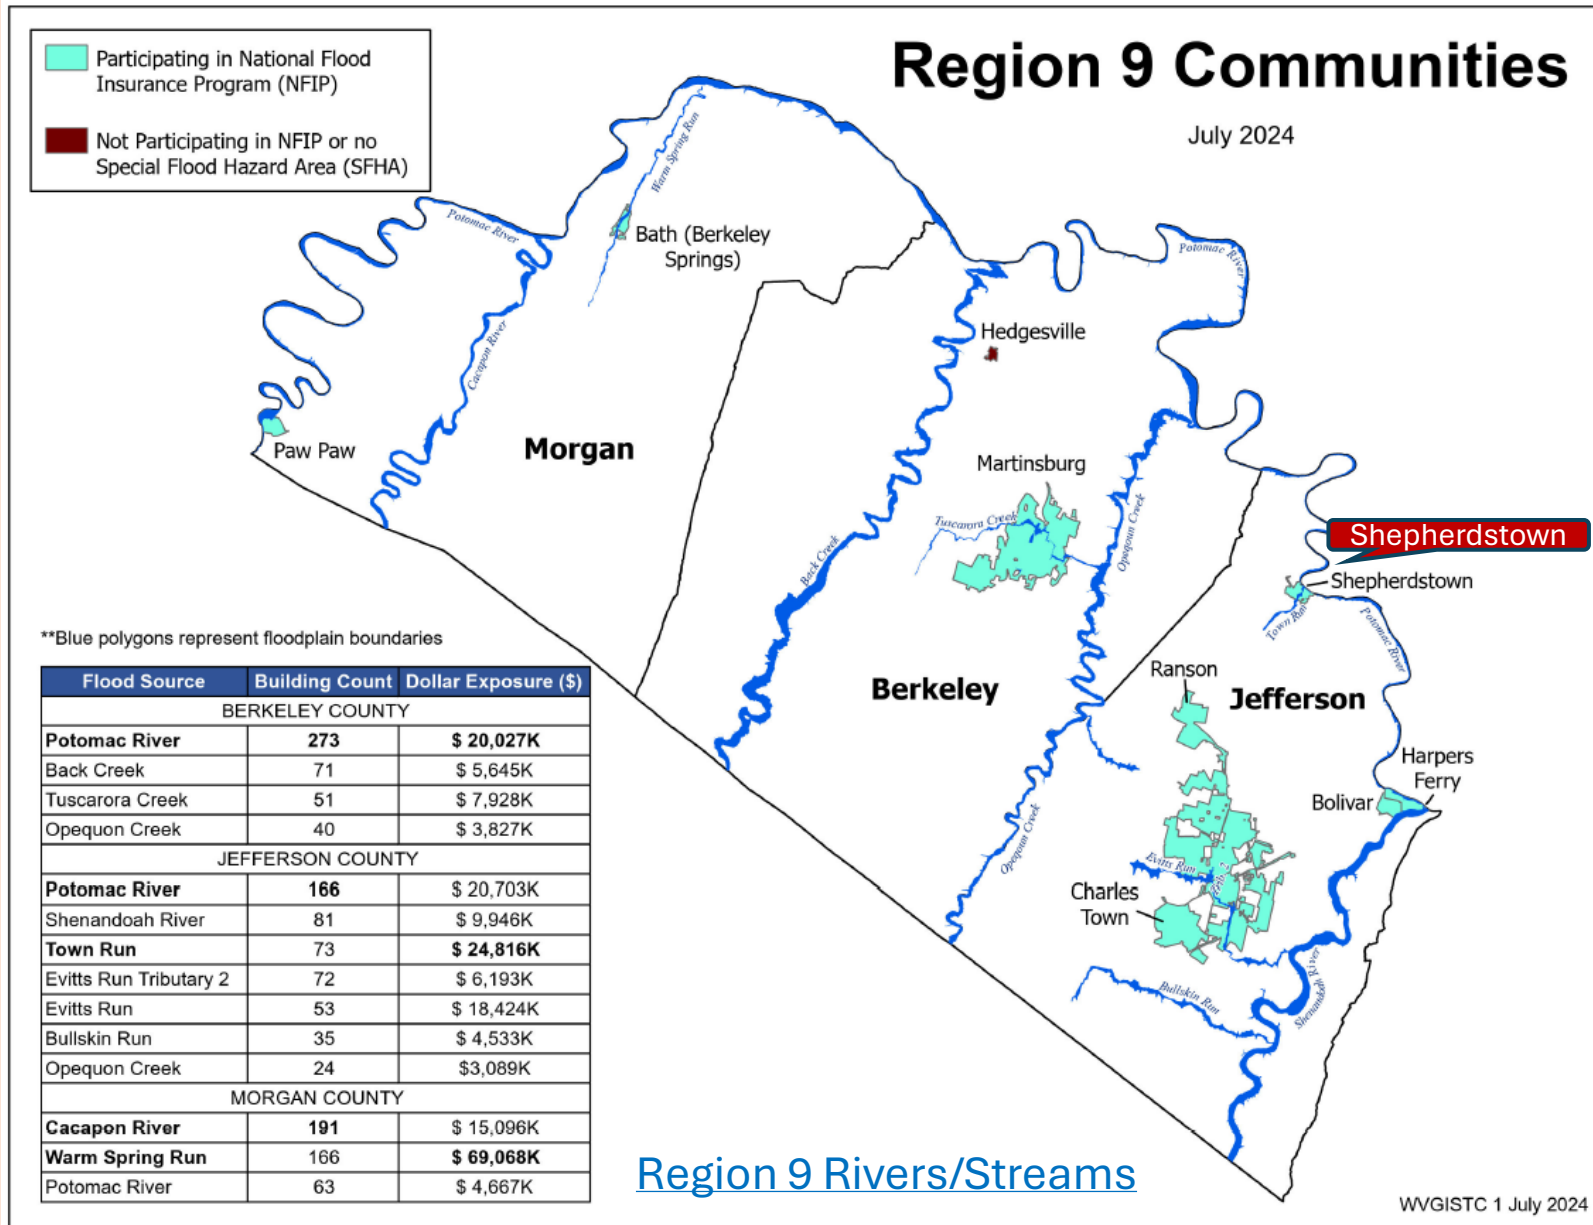 Participating in National Flood
Insurance Program (NFIP)
Not Participating in NFIP or no
Special Flood Hazard Area (SFHA)
Region 9 Communities
July 2024
Warm Spring Run
Potomac River
Bath (Berkeley
Springs)
Potomac River
Cacapon River
Hedgesville
Paw Paw
Morgan
Martinsburg
Tuscarora Creek
Opequon Creek
Back Creek
Shepherdstown
Shepherdstown
Town Run
Potomac River
Ranson
Berkeley
Jefferson
Harpers
Ferry
Bolivar
Opequon Creek
Evitts Run
Trib 2
Charles
Town
Bullskin Run
Shenandoah River
**Blue polygons represent floodplain boundaries
Flood Source Building Count Dollar Exposure ($)
BERKELEY COUNTY
Potomac River 273 $ 20,027K
Back Creek 71 $ 5,645K
Tuscarora Creek 51 $ 7,928K
Opequon Creek 40 $ 3,827K
JEFFERSON COUNTY
Potomac River 166 $ 20,703K
Shenandoah River 81 $ 9,946K
Town Run 73 $ 24,816K
Evitts Run Tributary 2 72 $ 6,193K
Evitts Run 53 $ 18,424K
Bullskin Run 35 $ 4,533K
Opequon Creek 24 $3,089K
MORGAN COUNTY
Cacapon River 191 $ 15,096K
Warm Spring Run 166 $ 69,068K
Potomac River 63 $ 4,667K
Region 9 Rivers/Streams
WVGISTC 1 July 2024